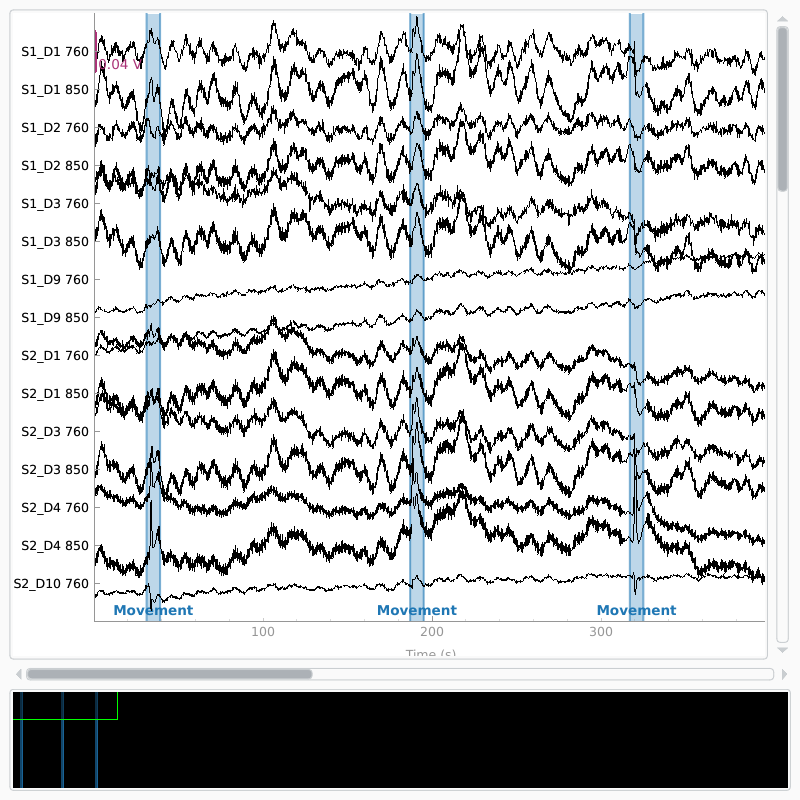 S1_D1 760
0.04 V
S1_D1 850
S1_D2 760
S1_D2 850
S1_D3 760
S1_D3 850
S1_D9 760
S1_D9 850
S2_D1 760
S2_D1 850
S2_D3 760
S2_D3 850
S2_D4 760
S2_D4 850
S2_D10 760
Movement Movement Movement
100 200 300
Time (s)